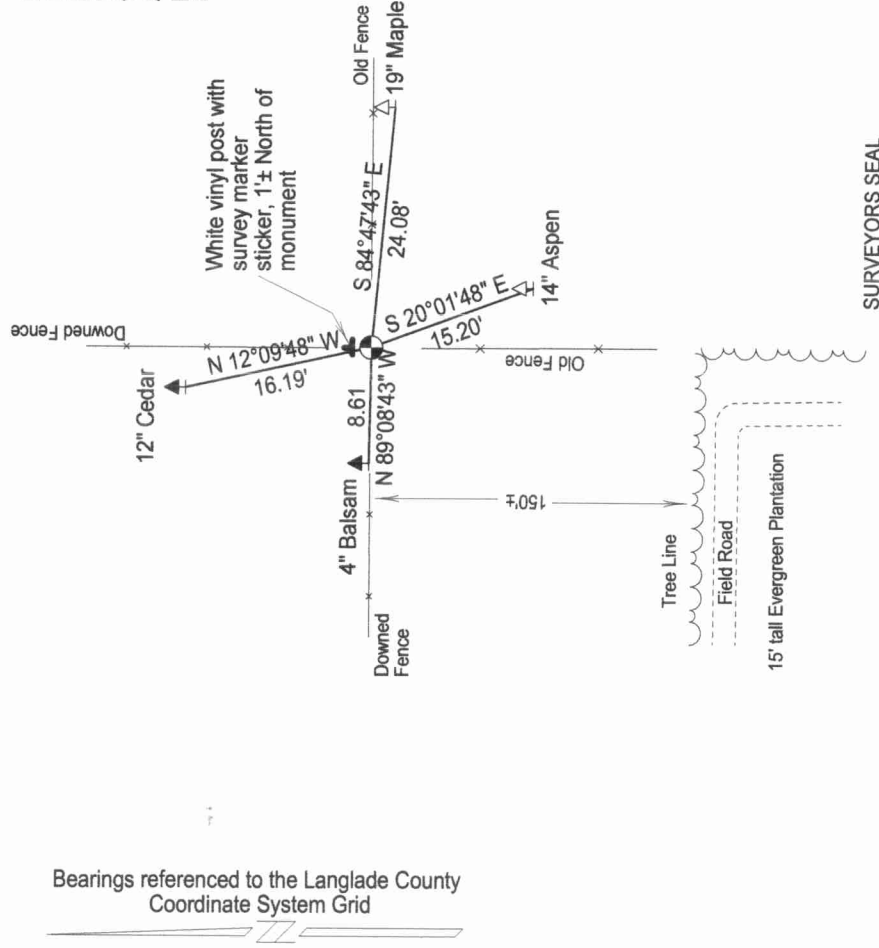 Downed Fence
12" Cedar
N 12°09'48" W
16.19'
White vinyl post with
survey marker
sticker, 1'± North of
monument
Old Fence
19" Maple
S 84°47'43" E
24.08'
S 20°01'48" E
15.20'
14" Aspen
8.61
N 89°08'43" W
4" Balsam
Downed
Fence
Old Fence
150'±
Tree Line
Field Road
15' tall Evergreen Plantation
SURVEYORS SEAL
Bearings referenced to the Langlade County
Coordinate System Grid